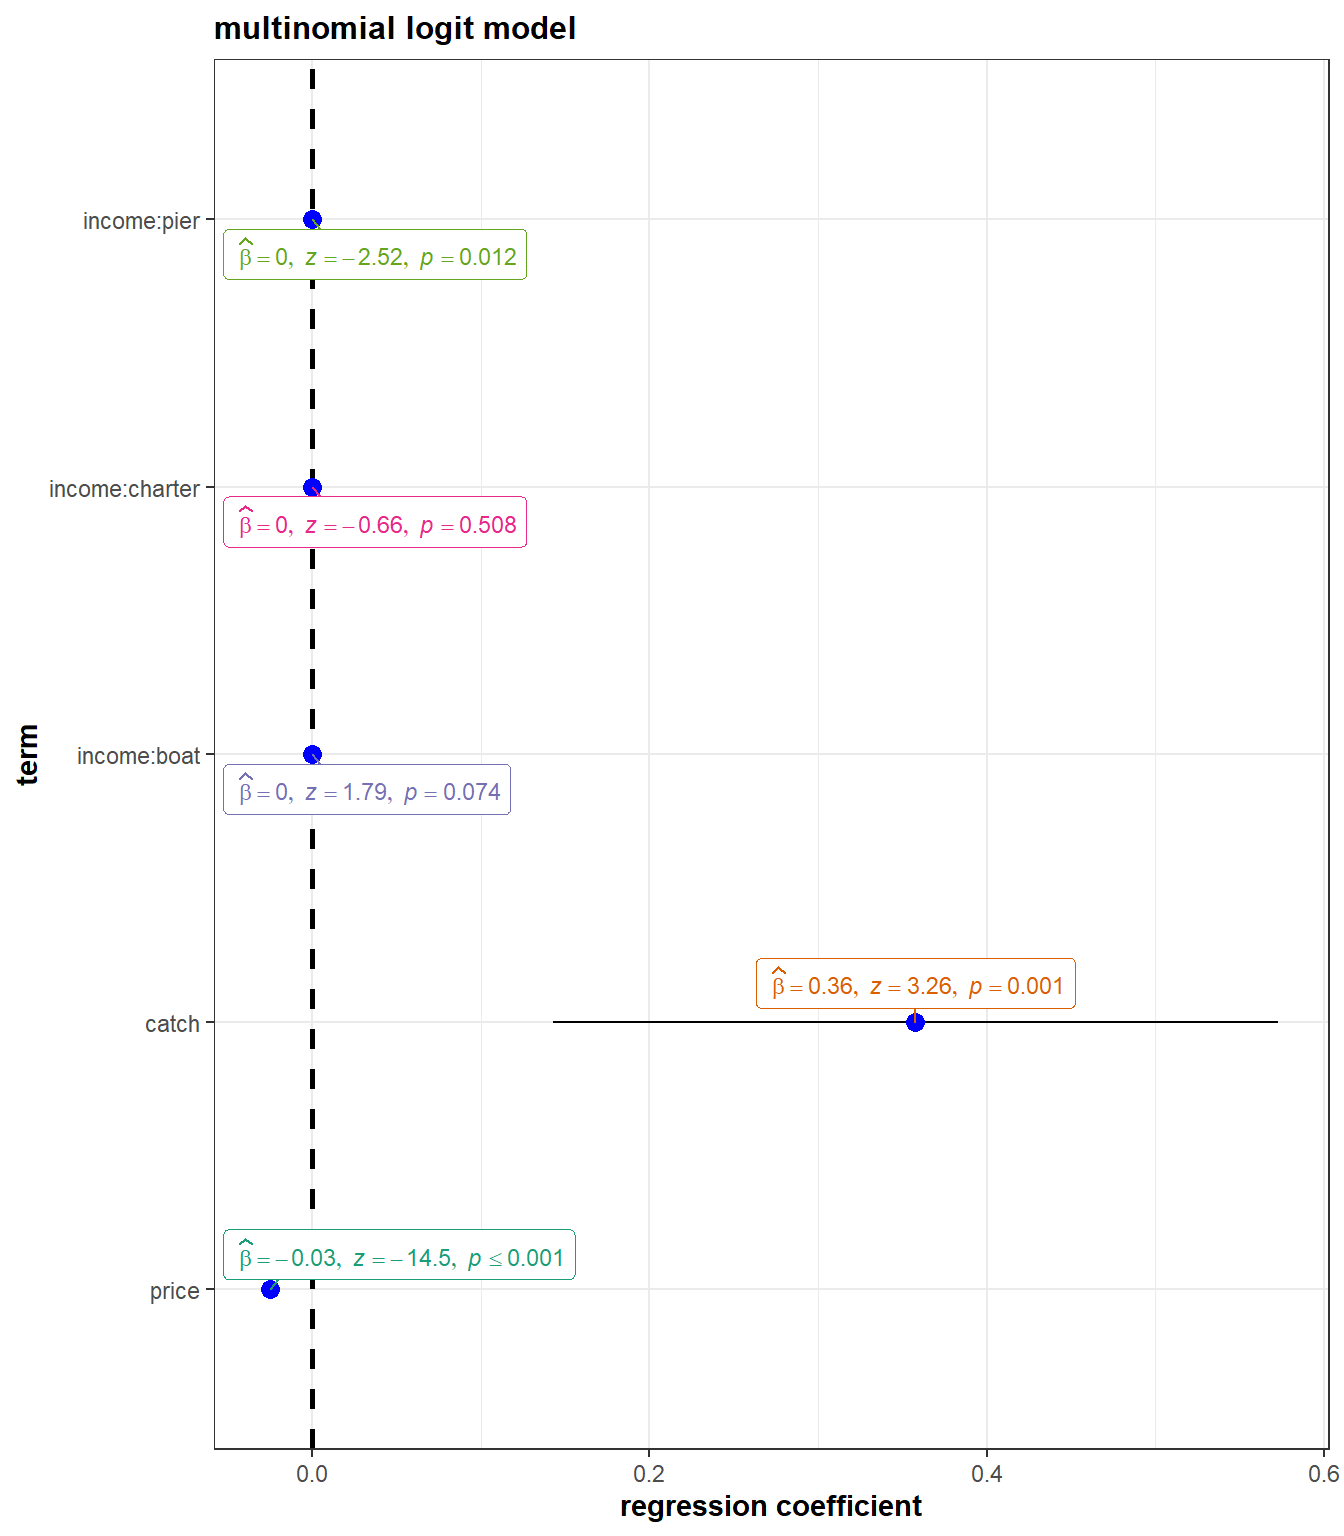 multinomial logit model
income:pier
β̂ = 0, z = −2.52, p = 0.012
income:charter
β̂ = 0, z = −0.66, p = 0.508
income:boat
β̂ = 0, z = 1.79, p = 0.074
term
β̂ = 0.36, z = 3.26, p = 0.001
catch
β̂ = −0.03, z = −14.5, p ≤ 0.001
price
0.0 0.2 0.4 0.6
regression coefficient